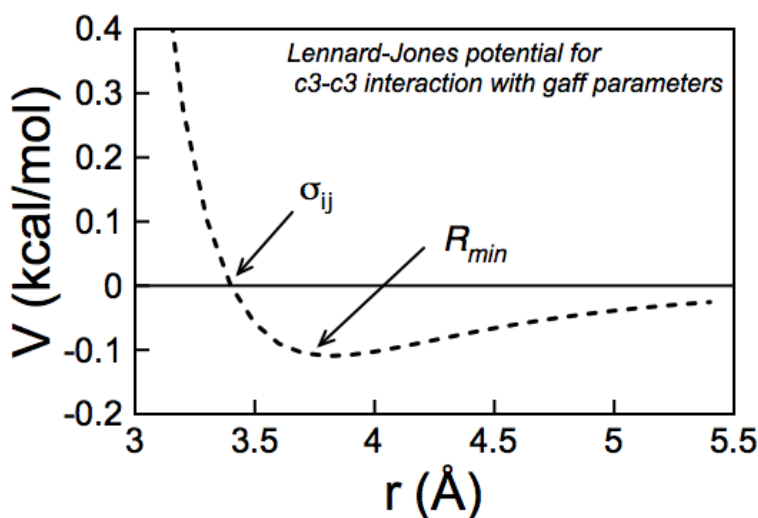 0.4
Lennard-Jones potential for
c3-c3 interaction with gaff parameters
0.3
0.2
σij
0.1
Rmin
0
-0.1
-0.2
3 3.5 4 4.5 5 5.5
V (kcal/mol)
r (Å)